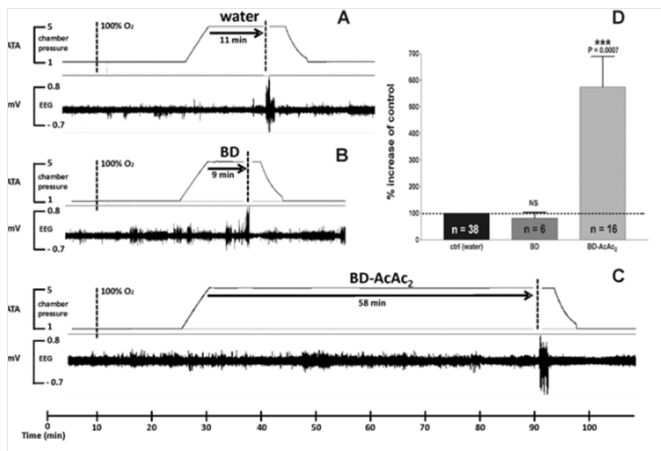 water
A
5
100% O₂
chamber
pressure
11 min
ATA
1
mV
0.8
EEG
- 0.7
BD
B
5
100% O₂
chamber
pressure
9 min
ATA
1
mV
0.8
EEG
-0.7
D
% increase of control
***
P = 0.0007
700
600
500
400
300
200
100
0
NS
n = 38
n = 6
n = 16
ctrl (water)
BD
BD-AcAc₂
BD-AcAc₂
C
5
100% O₂
chamber
pressure
58 min
ATA
1
mV
0.8
EEG
- 0.7
0
10
20
30
40
50
60
70
80
90
100
Time (min)